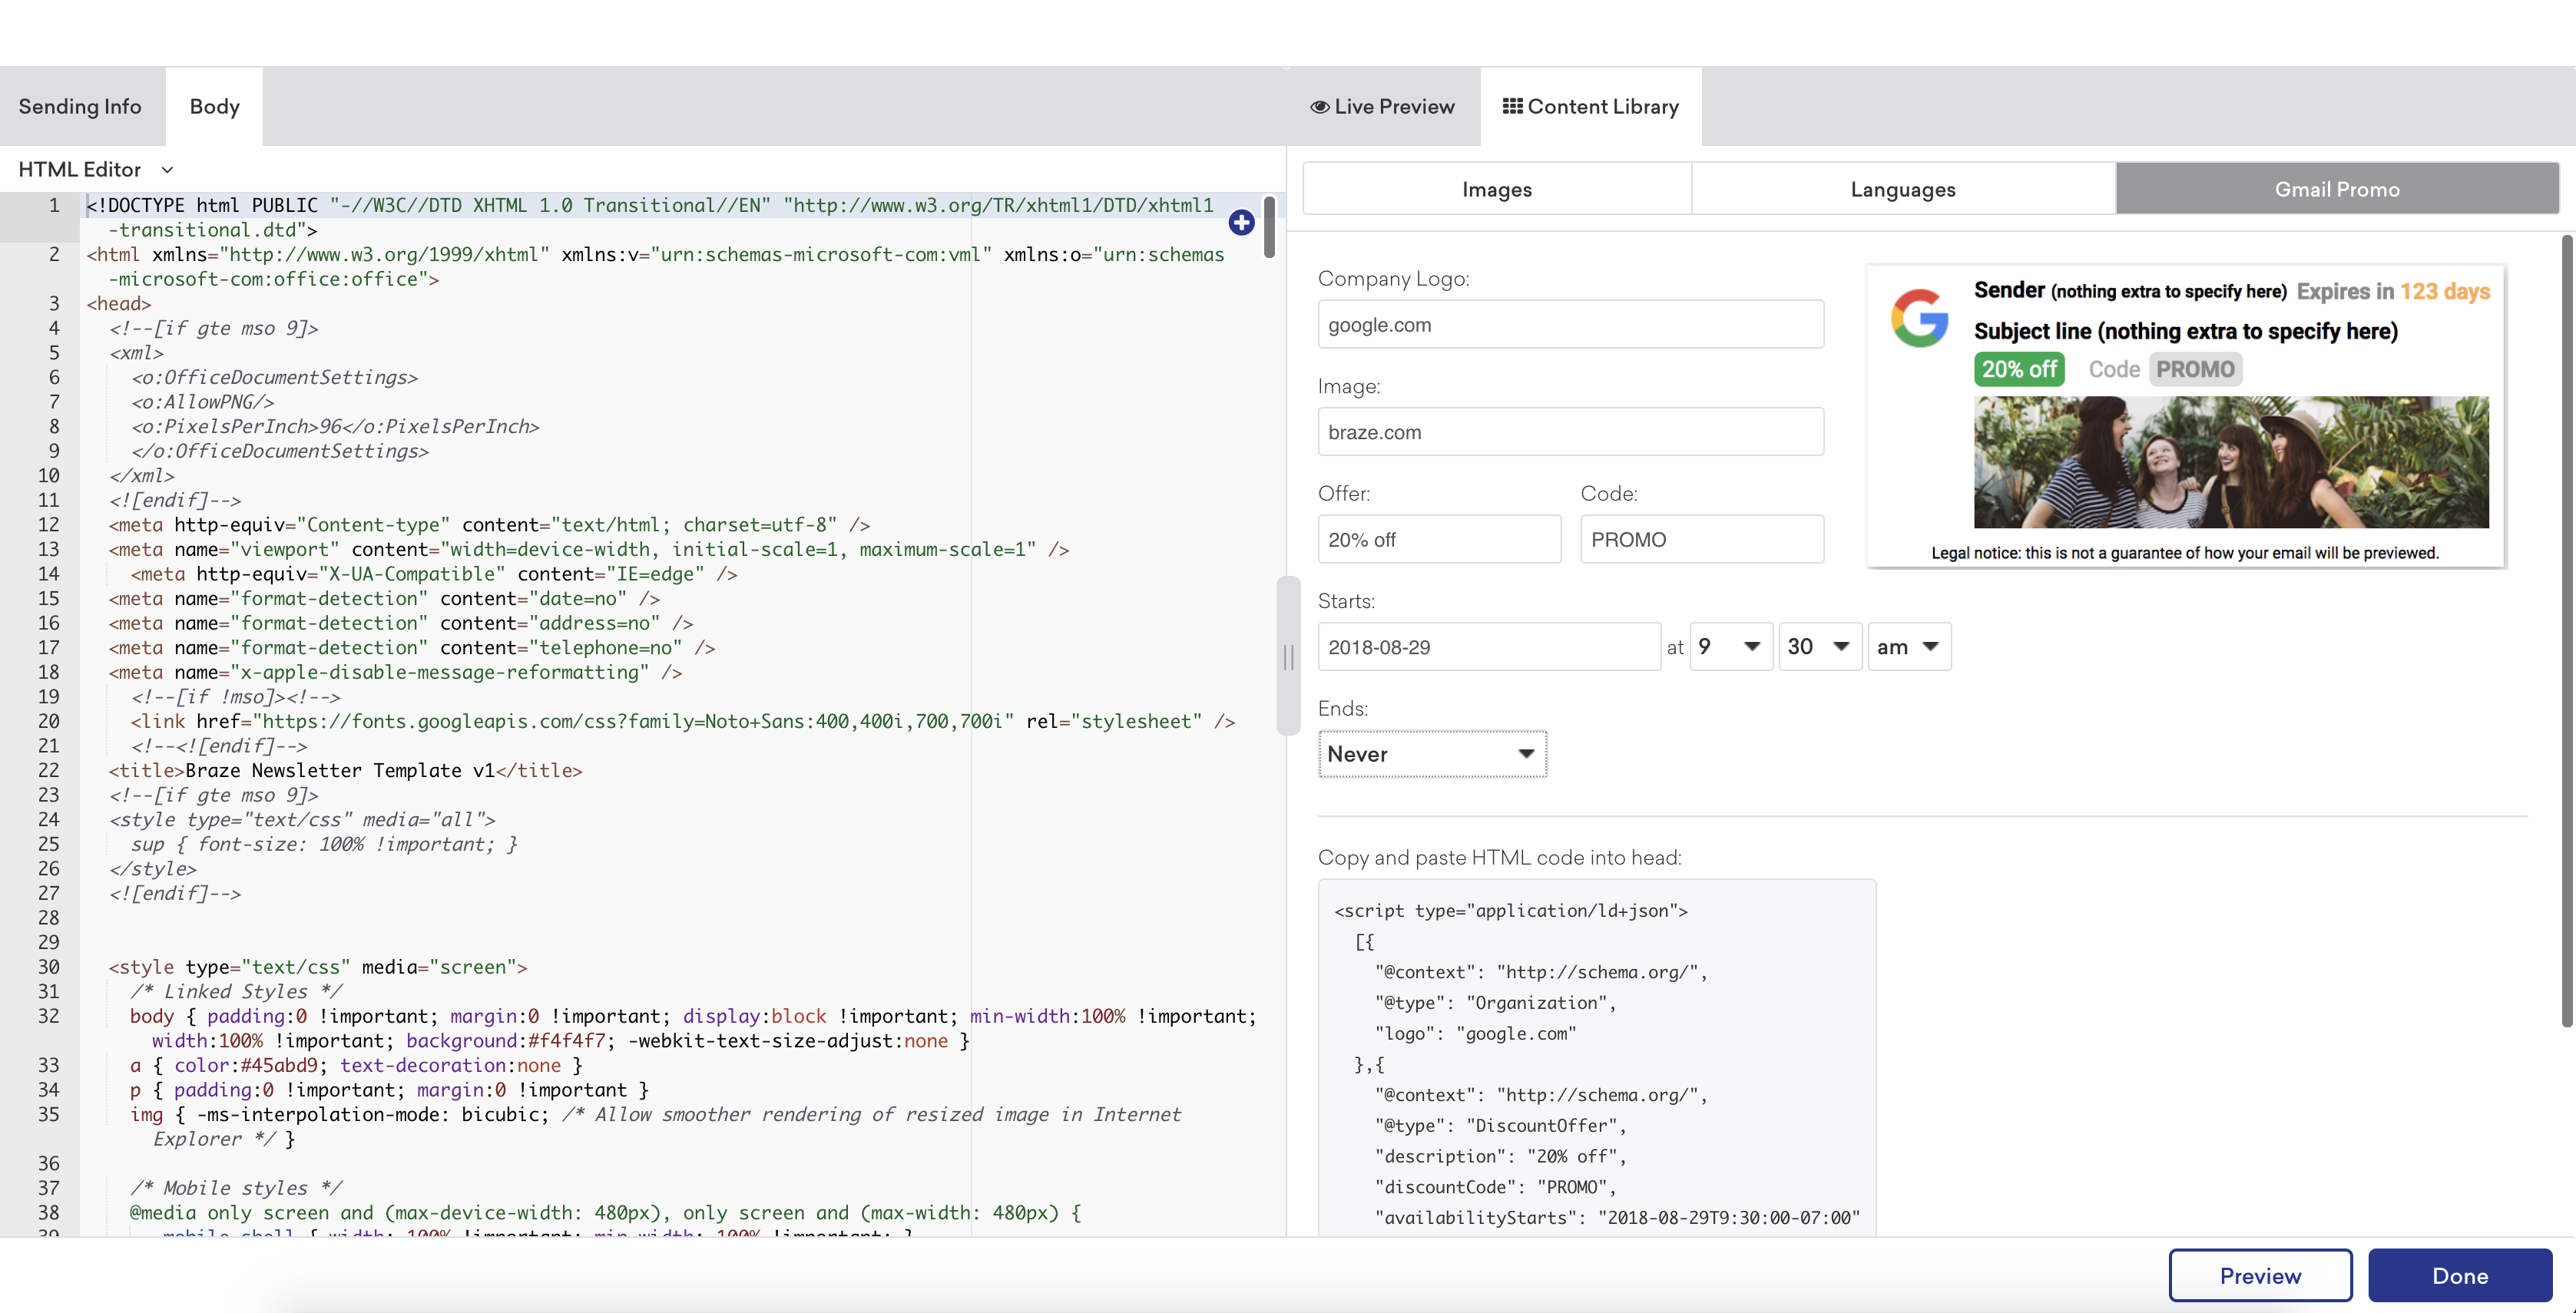 Sending Info
Body
Live Preview
Content Library
HTML Editor
Images
Languages
Gmail Promo
1 <!DOCTYPE html PUBLIC "-//W3C//DTD XHTML 1.0 Transitional//EN" "http://www.w3.org/TR/xhtml1/DTD/xhtml1
-transitional.dtd">
2 <html xmlns="http://www.w3.org/1999/xhtml" xmlns:v="urn:schemas-microsoft-com:vml" xmlns:o="urn:schemas
-microsoft-com:office:office">
3 <head>
4 <!--[if gte mso 9]>
5 <xml>
6 <o:OfficeDocumentSettings>
7 <o:AllowPNG/>
8 <o:PixelsPerInch>96</o:PixelsPerInch>
9 </o:OfficeDocumentSettings>
10 </xml>
11 <![endif]-->
12 <meta http-equiv="Content-type" content="text/html; charset=utf-8" />
13 <meta name="viewport" content="width=device-width, initial-scale=1, maximum-scale=1" />
14 <meta http-equiv="X-UA-Compatible" content="IE=edge" />
15 <meta name="format-detection" content="date=no" />
16 <meta name="format-detection" content="address=no" />
17 <meta name="format-detection" content="telephone=no" />
18 <meta name="x-apple-disable-message-reformatting" />
19 <!--[if !mso]><!-->
20 <link href="https://fonts.googleapis.com/css?family=Noto+Sans:400,400i,700,700i" rel="stylesheet" />
21 <!--<![endif]-->
22 <title>Braze Newsletter Template v1</title>
23 <!--[if gte mso 9]>
24 <style type="text/css" media="all">
25 sup { font-size: 100% !important; }
26 </style>
27 <![endif]-->
28
29
30 <style type="text/css" media="screen">
31 /* Linked Styles */
32 body { padding:0 !important; margin:0 !important; display:block !important; min-width:100% !important;
width:100% !important; background:#f4f4f7; -webkit-text-size-adjust:none }
33 a { color:#45abd9; text-decoration:none }
34 p { padding:0 !important; margin:0 !important }
35 img { -ms-interpolation-mode: bicubic; /* Allow smoother rendering of resized image in Internet
Explorer */ }
36
37 /* Mobile styles */
38 @media only screen and (max-device-width: 480px), only screen and (max-width: 480px) {
39 .mobile-shell { width: 100% !important; min-width: 100% !important; }
Company Logo:
google.com
Image:
braze.com
Offer:
Code:
20% off
PROMO
Starts:
2018-08-29 at 9 30 am
Ends:
Never
Sender (nothing extra to specify here) Expires in 123 days
Subject line (nothing extra to specify here)
20% off Code PROMO
Legal notice: this is not a guarantee of how your email will be previewed.
Copy and paste HTML code into head:
<script type="application/ld+json">
[{
"@context": "http://schema.org/",
"@type": "Organization",
"logo": "google.com"
},{
"@context": "http://schema.org/",
"@type": "DiscountOffer",
"description": "20% off",
"discountCode": "PROMO",
"availabilityStarts": "2018-08-29T9:30:00-07:00"
Preview
Done